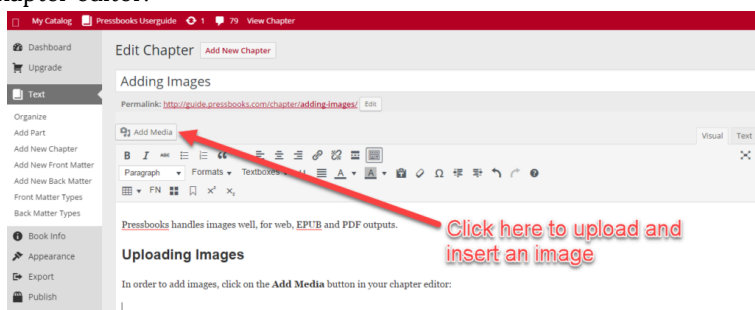 chapter editor:
My Catalog Pressbooks Userguide 1 79 View Chapter
Dashboard
Upgrade
Text
Organize
Add Part
Add New Chapter
Add New Front Matter
Add New Back Matter
Front Matter Types
Back Matter Types
Book Info
Appearance
Export
Publish
Edit Chapter Add New Chapter
Adding Images
Permalink: http://guide.pressbooks.com/chapter/adding-images/ Edit
Add Media
Visual Text
B I ABC
Paragraph Formats Textboxes U A A Ω
FN x² x₂
Pressbooks handles images well, for web, EPUB and PDF outputs.
Click here to upload and
insert an image
Uploading Images
In order to add images, click on the Add Media button in your chapter editor: